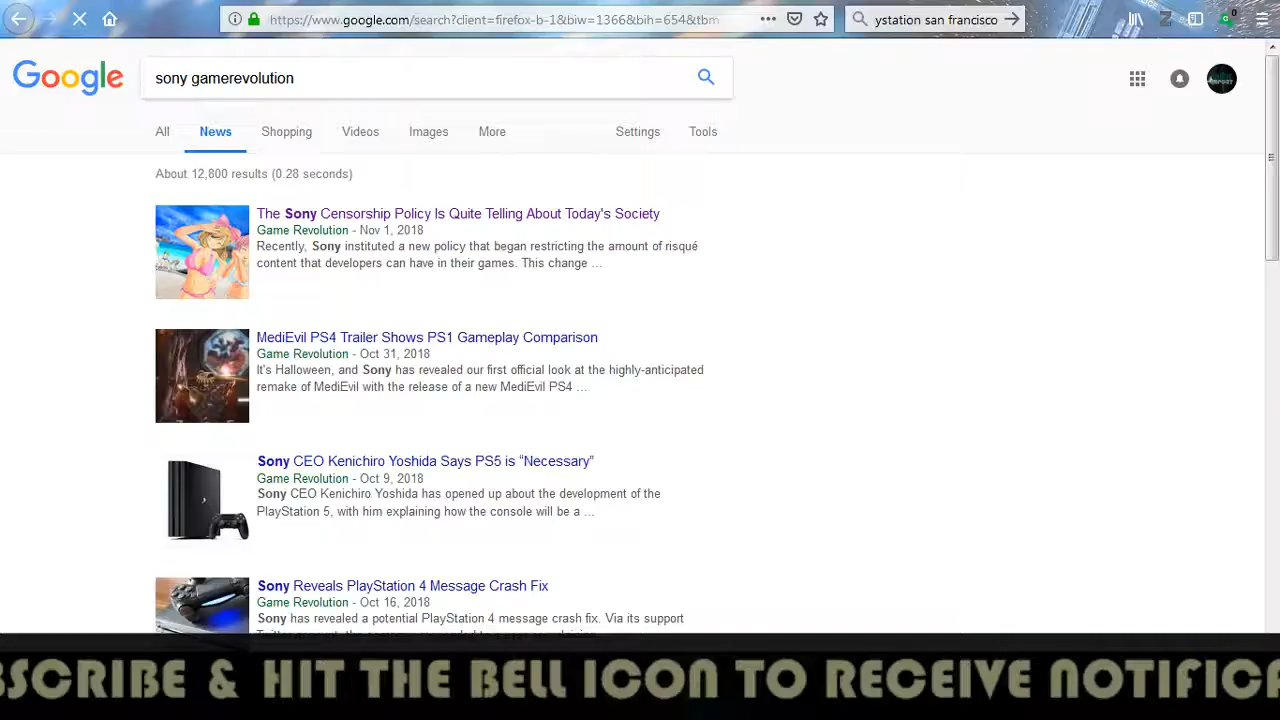 https://www.google.com/search?client=firefox-b-1&biw=1366&bih=654&tbm
ystation san francisco
0
Google
sony gamerevolution
All News Shopping Videos Images More Settings Tools
About 12,800 results (0.28 seconds)
The Sony Censorship Policy Is Quite Telling About Today's Society
Game Revolution - Nov 1, 2018
Recently, Sony instituted a new policy that began restricting the amount of risqué
content that developers can have in their games. This change ...
MediEvil PS4 Trailer Shows PS1 Gameplay Comparison
Game Revolution - Oct 31, 2018
It's Halloween, and Sony has revealed our first official look at the highly-anticipated
remake of MediEvil with the release of a new MediEvil PS4 ...
Sony CEO Kenichiro Yoshida Says PS5 is “Necessary”
Game Revolution - Oct 9, 2018
Sony CEO Kenichiro Yoshida has opened up about the development of the
PlayStation 5, with him explaining how the console will be a ...
Sony Reveals PlayStation 4 Message Crash Fix
Game Revolution - Oct 16, 2018
Sony has revealed a potential PlayStation 4 message crash fix. Via its support
BSCRIBE & HIT THE BELL ICON TO RECEIVE NOTIFICA